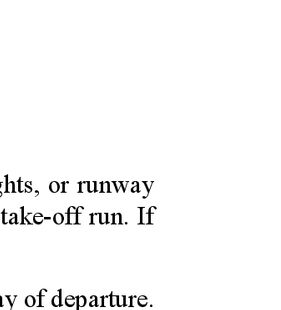 ghts, or runway
take-off run. If
ay of departure.